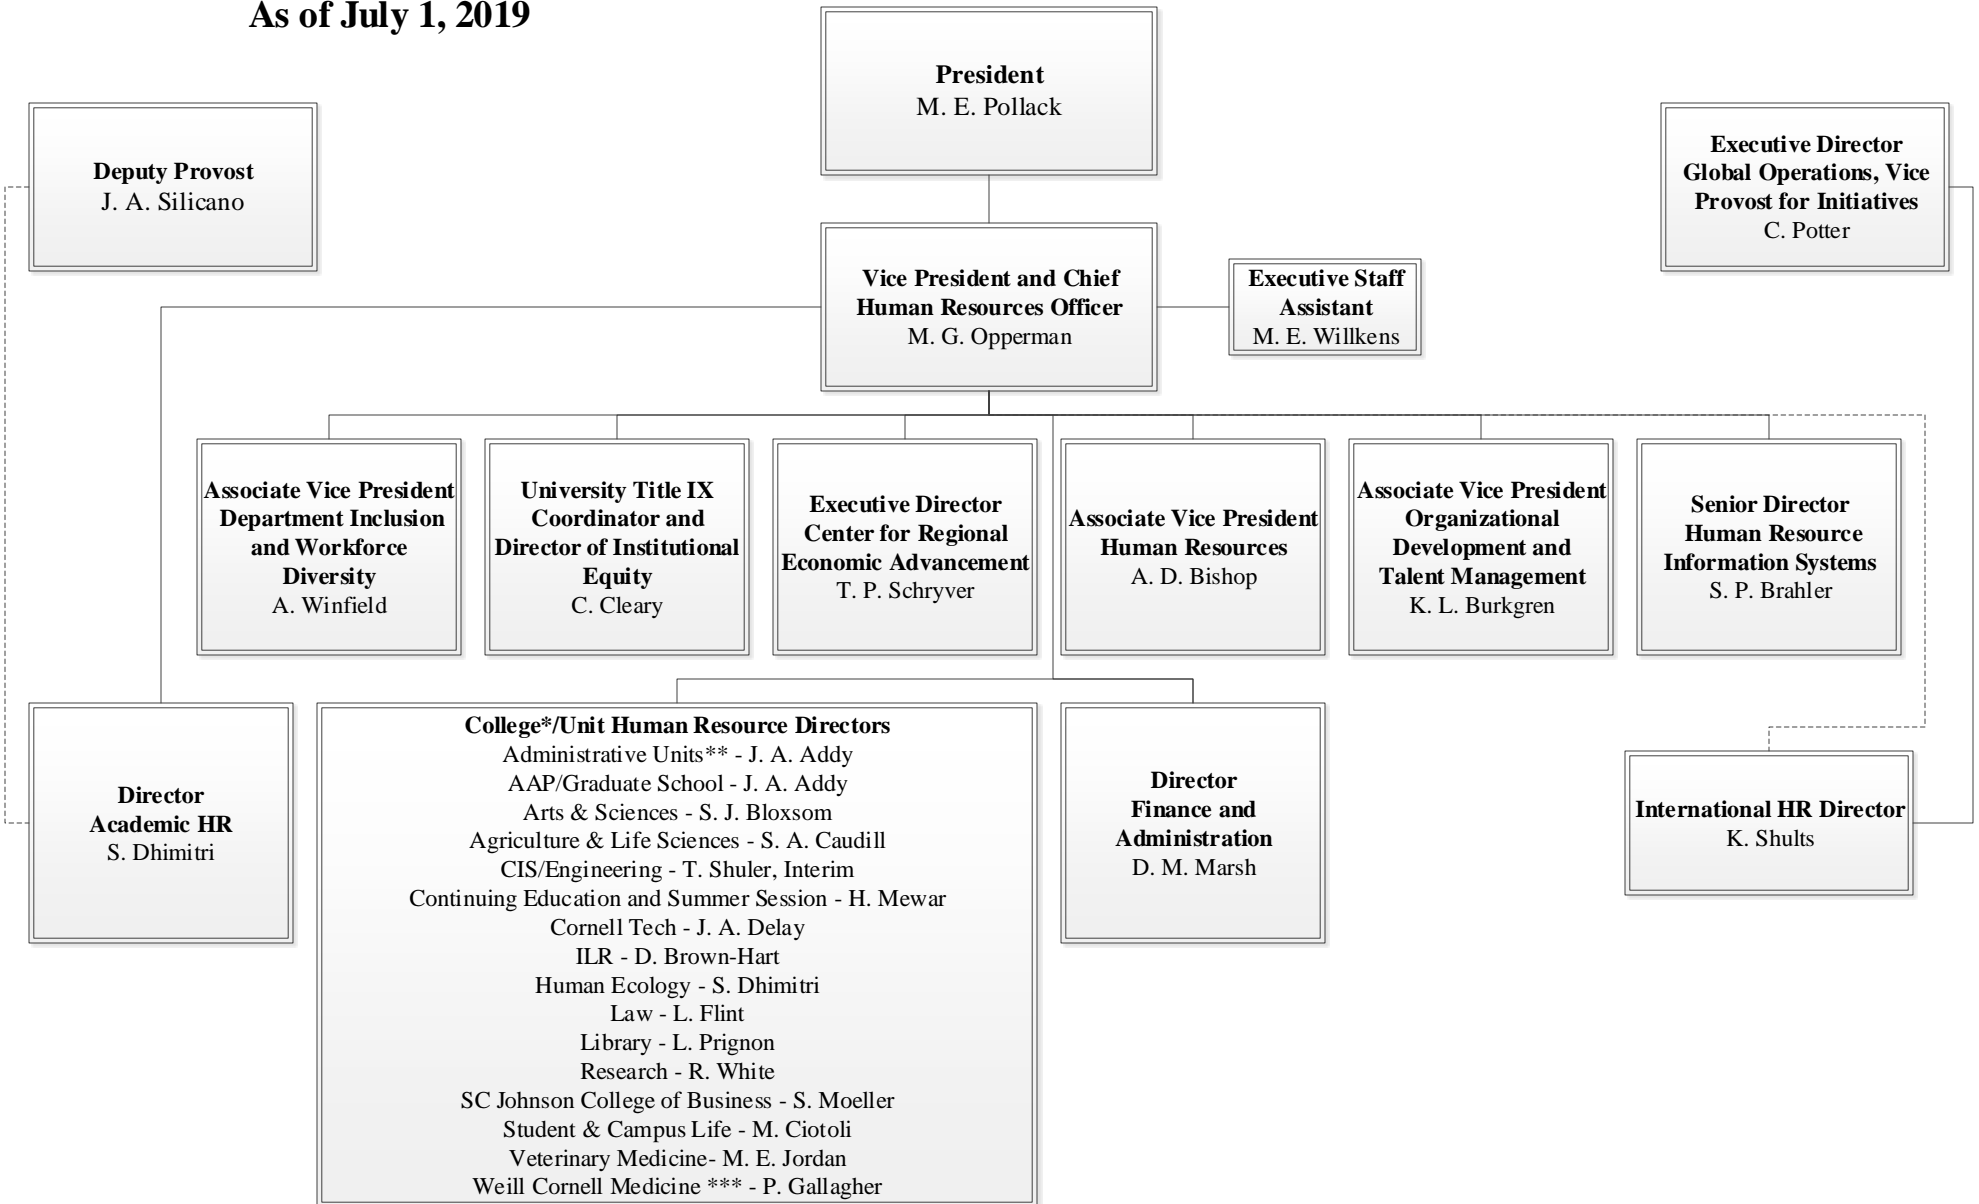 As of July 1, 2019
President
M. E. Pollack
Deputy Provost
J. A. Silicano
Executive Director
Global Operations, Vice
Provost for Initiatives
C. Potter
Vice President and Chief
Human Resources Officer
M. G. Opperman
Executive Staff
Assistant
M. E. Willkens
Associate Vice President
Department Inclusion
and Workforce
Diversity
A. Winfield
University Title IX
Coordinator and
Director of Institutional
Equity
C. Cleary
Executive Director
Center for Regional
Economic Advancement
T. P. Schryver
Associate Vice President
Human Resources
A. D. Bishop
Associate Vice President
Organizational
Development and
Talent Management
K. L. Burkgren
Senior Director
Human Resource
Information Systems
S. P. Brahler
Director
Academic HR
S. Dhimitri
College*/Unit Human Resource Directors
Administrative Units** - J. A. Addy
AAP/Graduate School - J. A. Addy
Arts & Sciences - S. J. Bloxsom
Agriculture & Life Sciences - S. A. Caudill
CIS/Engineering - T. Shuler, Interim
Continuing Education and Summer Session - H. Mewar
Cornell Tech - J. A. Delay
ILR - D. Brown-Hart
Human Ecology - S. Dhimitri
Law - L. Flint
Library - L. Prignon
Research - R. White
SC Johnson College of Business - S. Moeller
Student & Campus Life - M. Ciotoli
Veterinary Medicine- M. E. Jordan
Weill Cornell Medicine *** - P. Gallagher
Director
Finance and
Administration
D. M. Marsh
International HR Director
K. Shults